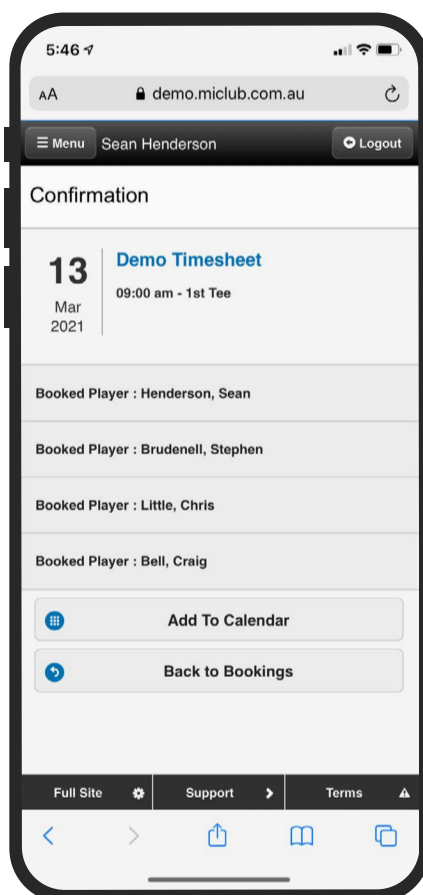 5:46
AA demo.miclub.com.au
Menu Sean Henderson Logout
Confirmation
13
Mar
2021
Demo Timesheet
09:00 am - 1st Tee
Booked Player : Henderson, Sean
Booked Player : Brudenell, Stephen
Booked Player : Little, Chris
Booked Player : Bell, Craig
Add To Calendar
Back to Bookings
Full Site Support Terms